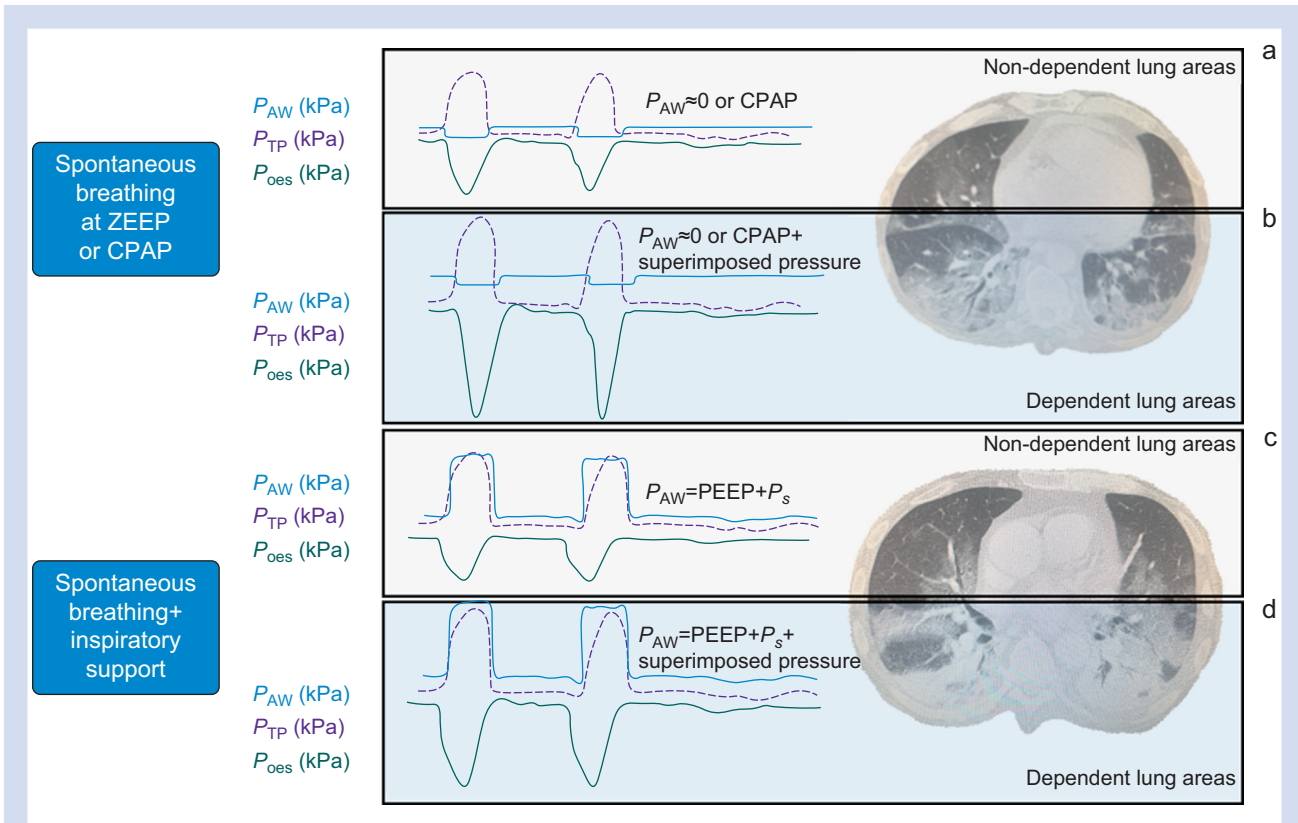 a
Non-dependent lung areas
P_AW (kPa)
P_AW≈0 or CPAP
P_TP (kPa)
P_oes (kPa)
Spontaneous
breathing
at ZEEP
or CPAP
b
P_AW≈0 or CPAP+
superimposed pressure
P_AW (kPa)
P_TP (kPa)
P_oes (kPa)
Dependent lung areas
c
Non-dependent lung areas
P_AW (kPa)
P_AW=PEEP+P_s
P_TP (kPa)
P_oes (kPa)
Spontaneous
breathing+
inspiratory
support
d
P_AW=PEEP+P_s+
superimposed pressure
P_AW (kPa)
P_TP (kPa)
P_oes (kPa)
Dependent lung areas